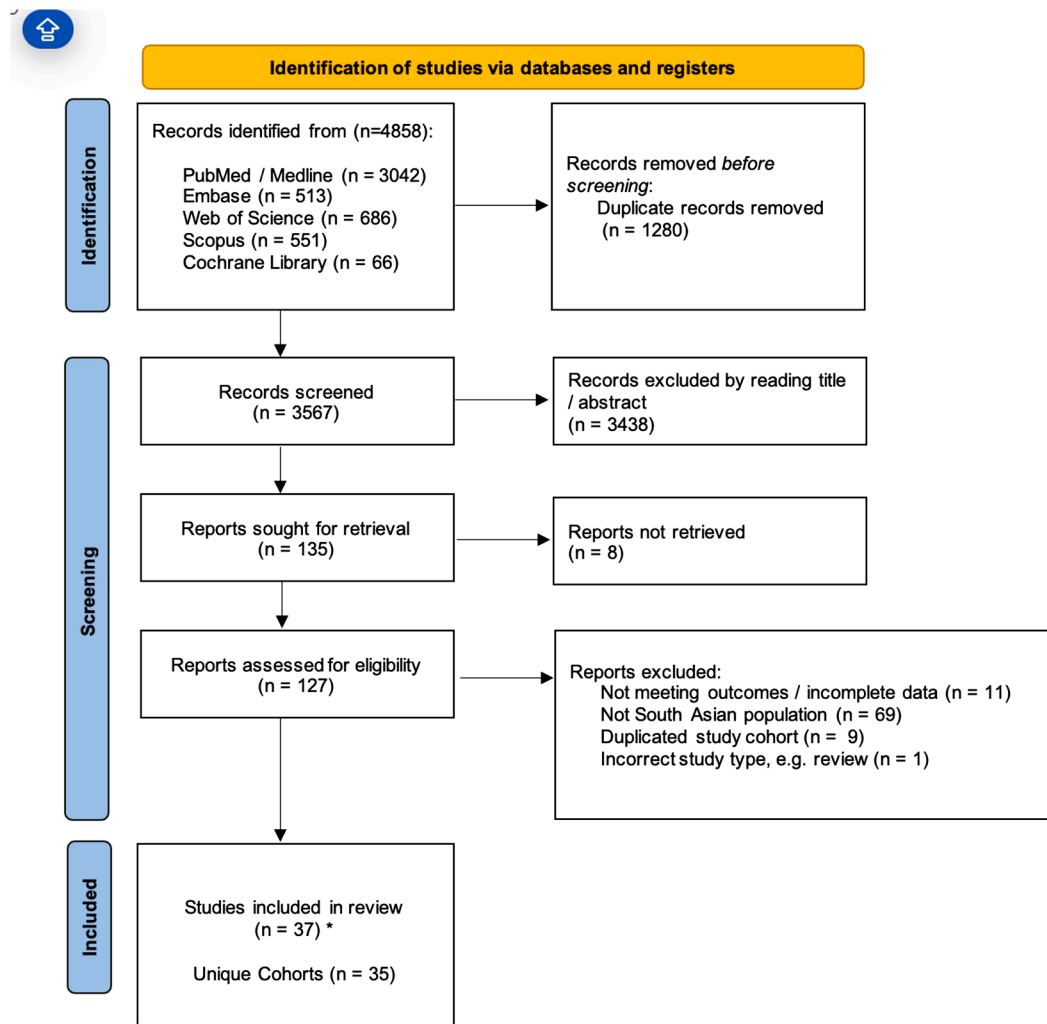 Identification of studies via databases and registers
Identification
Records identified from (n=4858):
PubMed / Medline (n = 3042)
Embase (n = 513)
Web of Science (n = 686)
Scopus (n = 551)
Cochrane Library (n = 66)
Records removed before
screening:
Duplicate records removed
(n = 1280)
Screening
Records screened
(n = 3567)
Records excluded by reading title
/ abstract
(n = 3438)
Reports sought for retrieval
(n = 135)
Reports not retrieved
(n = 8)
Reports assessed for eligibility
(n = 127)
Reports excluded:
Not meeting outcomes / incomplete data (n = 11)
Not South Asian population (n = 69)
Duplicated study cohort (n = 9)
Incorrect study type, e.g. review (n = 1)
Included
Studies included in review
(n = 37) *
Unique Cohorts (n = 35)